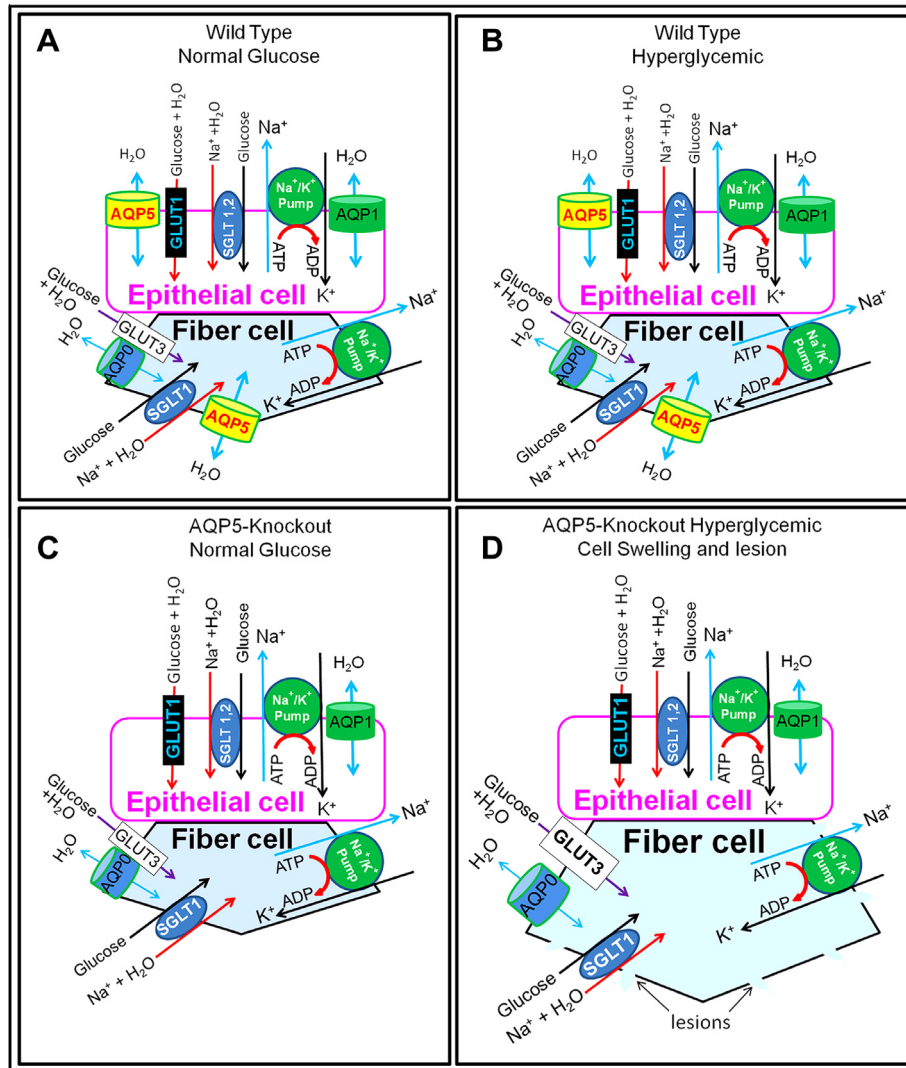 A
Wild Type
Normal Glucose
H₂O
Glucose + H₂O
Na⁺ +H₂O
Glucose
Na⁺
H₂O
AQP5
GLUT1
SGLT 1,2
Na⁺/K⁺
Pump
AQP1
ATP
ADP
K⁺
Epithelial cell
Glucose
+H₂O
H₂O
GLUT3
AQP0
Fiber cell
Na⁺
Na⁺/K⁺
Pump
ATP
ADP
K⁺
SGLT1
Glucose
Na⁺ + H₂O
AQP5
H₂O
B
Wild Type
Hyperglycemic
H₂O
Glucose + H₂O
Na⁺ +H₂O
Glucose
Na⁺
H₂O
AQP5
GLUT1
SGLT 1,2
Na⁺/K⁺
Pump
AQP1
ATP
ADP
K⁺
Epithelial cell
Glucose
+H₂O
H₂O
GLUT3
AQP0
Fiber cell
Na⁺
Na⁺/K⁺
Pump
ATP
ADP
K⁺
SGLT1
Glucose
Na⁺ + H₂O
AQP5
H₂O
C
AQP5-Knockout
Normal Glucose
Glucose + H₂O
Na⁺ +H₂O
Glucose
Na⁺
H₂O
GLUT1
SGLT 1,2
Na⁺/K⁺
Pump
AQP1
ATP
ADP
K⁺
Epithelial cell
Glucose
+H₂O
H₂O
GLUT3
AQP0
Fiber cell
Na⁺
Na⁺/K⁺
Pump
ATP
ADP
K⁺
SGLT1
Glucose
Na⁺ + H₂O
D
AQP5-Knockout Hyperglycemic
Cell Swelling and lesion
Glucose + H₂O
Na⁺ +H₂O
Glucose
Na⁺
H₂O
GLUT1
SGLT 1,2
Na⁺/K⁺
Pump
AQP1
ATP
ADP
K⁺
Epithelial cell
Glucose
+H₂O
H₂O
GLUT3
AQP0
Fiber cell
Na⁺
Na⁺/K⁺
Pump
ATP
ADP
K⁺
SGLT1
Glucose
Na⁺ + H₂O
lesions